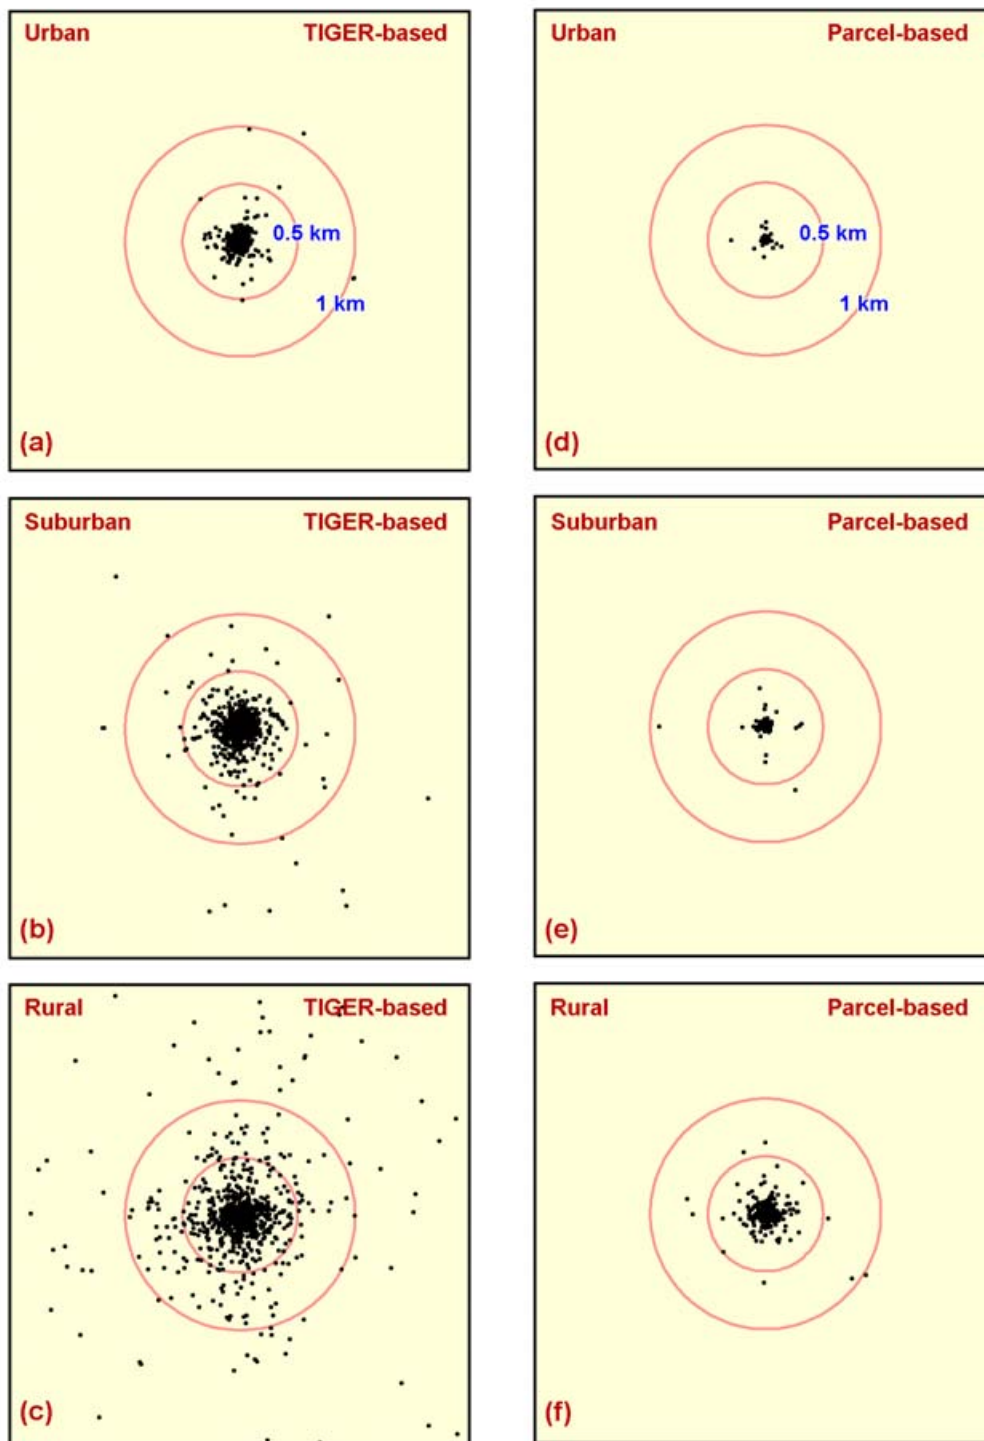 Urban TIGER-based
0.5 km
1 km
(a)
Urban Parcel-based
0.5 km
1 km
(d)
Suburban TIGER-based
(b)
Suburban Parcel-based
(e)
Rural TIGER-based
(c)
Rural Parcel-based
(f)